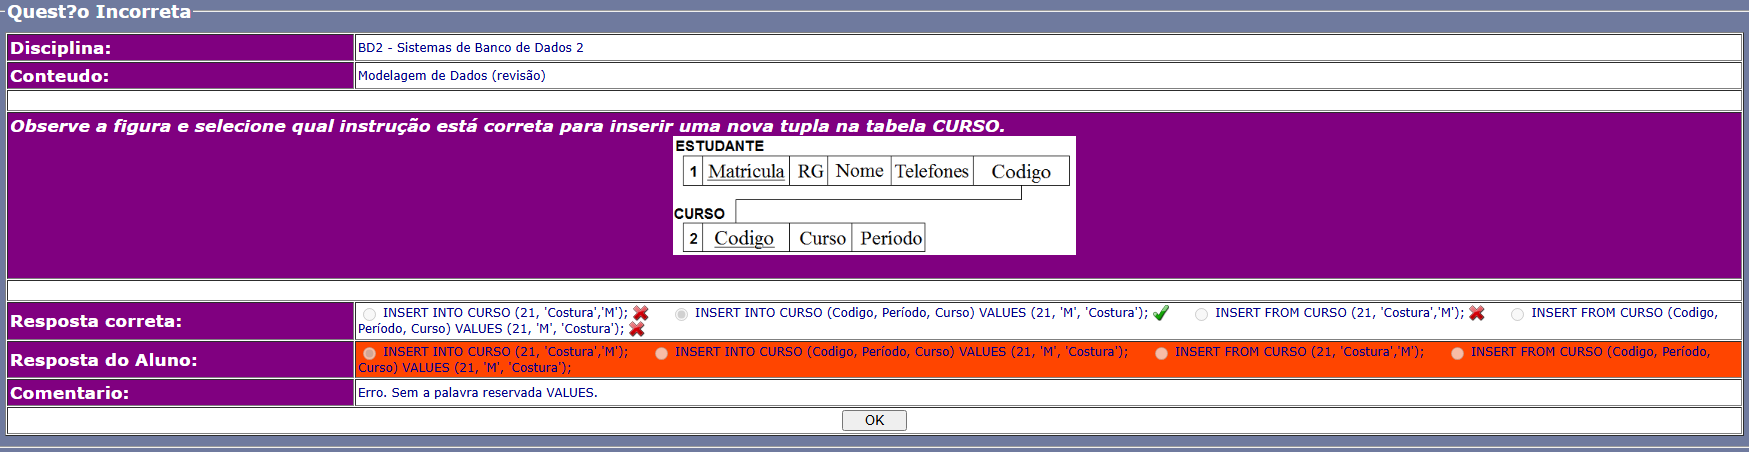 Quest?o Incorreta
Disciplina: BD2 - Sistemas de Banco de Dados 2
Conteudo: Modelagem de Dados (revisão)
Observe a figura e selecione qual instrução está correta para inserir uma nova tupla na tabela CURSO.
ESTUDANTE
1 Matrícula RG Nome Telefones Codigo
CURSO
2 Codigo Curso Período
Resposta correta: INSERT INTO CURSO (21, 'Costura','M'); INSERT INTO CURSO (Codigo, Período, Curso) VALUES (21, 'M', 'Costura'); INSERT FROM CURSO (21, 'Costura','M'); INSERT FROM CURSO (Codigo,
Período, Curso) VALUES (21, 'M', 'Costura');
Resposta do Aluno: INSERT INTO CURSO (21, 'Costura','M'); INSERT INTO CURSO (Codigo, Período, Curso) VALUES (21, 'M', 'Costura'); INSERT FROM CURSO (21, 'Costura','M'); INSERT FROM CURSO (Codigo, Período,
Curso) VALUES (21, 'M', 'Costura');
Comentario: Erro. Sem a palavra reservada VALUES.
OK